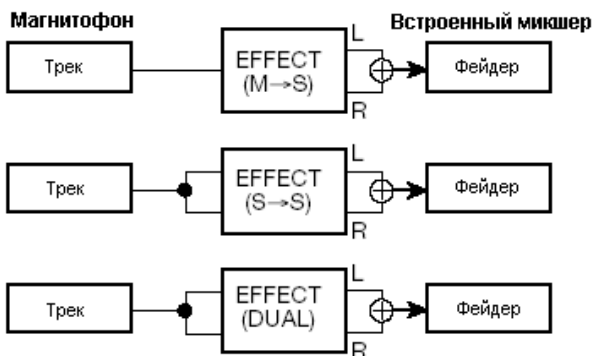 Магнитофон
Встроенный микшер
Трек
EFFECT
(M→S)
L
R
Фейдер
Трек
EFFECT
(S→S)
L
R
Фейдер
Трек
EFFECT
(DUAL)
L
R
Фейдер